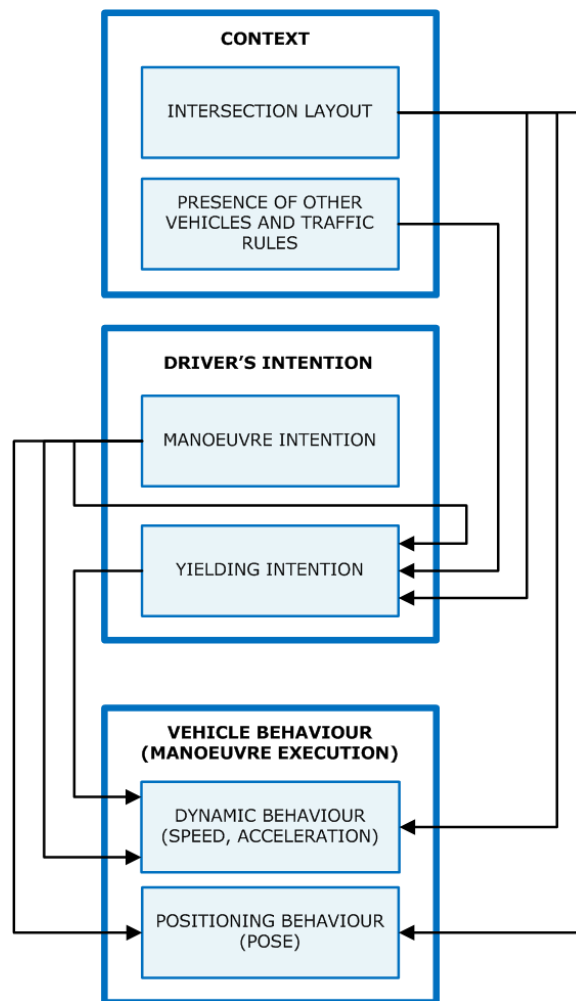 CONTEXT
INTERSECTION LAYOUT
PRESENCE OF OTHER
VEHICLES AND TRAFFIC
RULES
DRIVER’S INTENTION
MANOEUVRE INTENTION
YIELDING INTENTION
VEHICLE BEHAVIOUR
(MANOEUVRE EXECUTION)
DYNAMIC BEHAVIOUR
(SPEED, ACCELERATION)
POSITIONING BEHAVIOUR
(POSE)